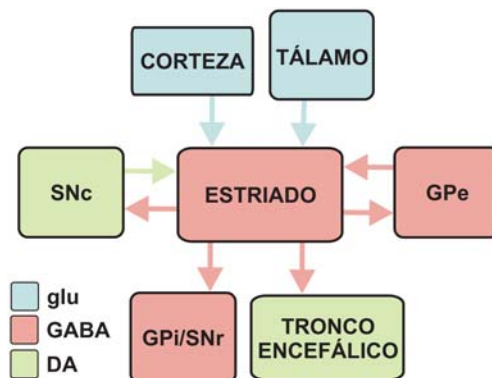 CORTEZA
TÁLAMO
SNc
ESTRIADO
GPe
glu
GABA
DA
GPi/SNr
TRONCO
ENCEFÁLICO